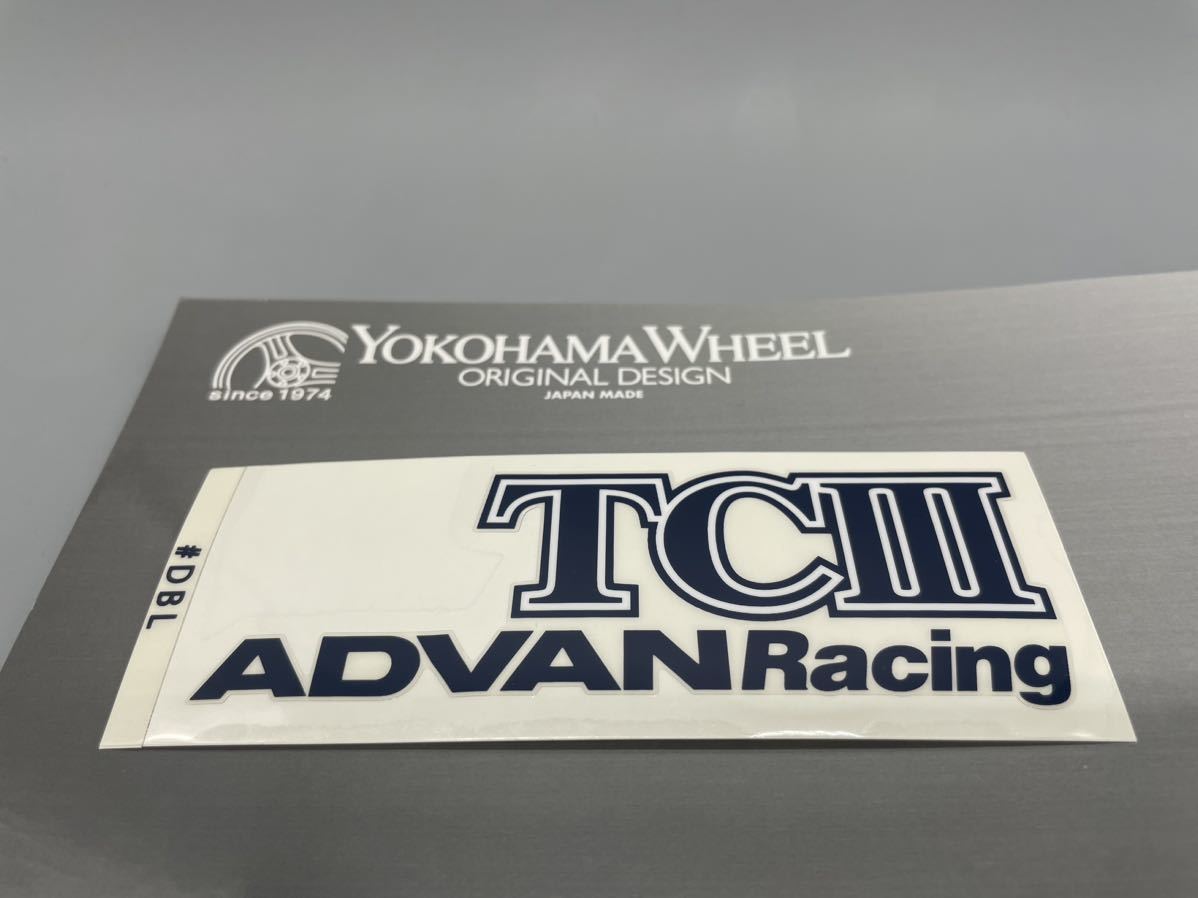 YOKOHAMA WHEEL
ORIGINAL DESIGN
JAPAN MADE
since 1974
#DBL
TCIII
ADVAN Racing